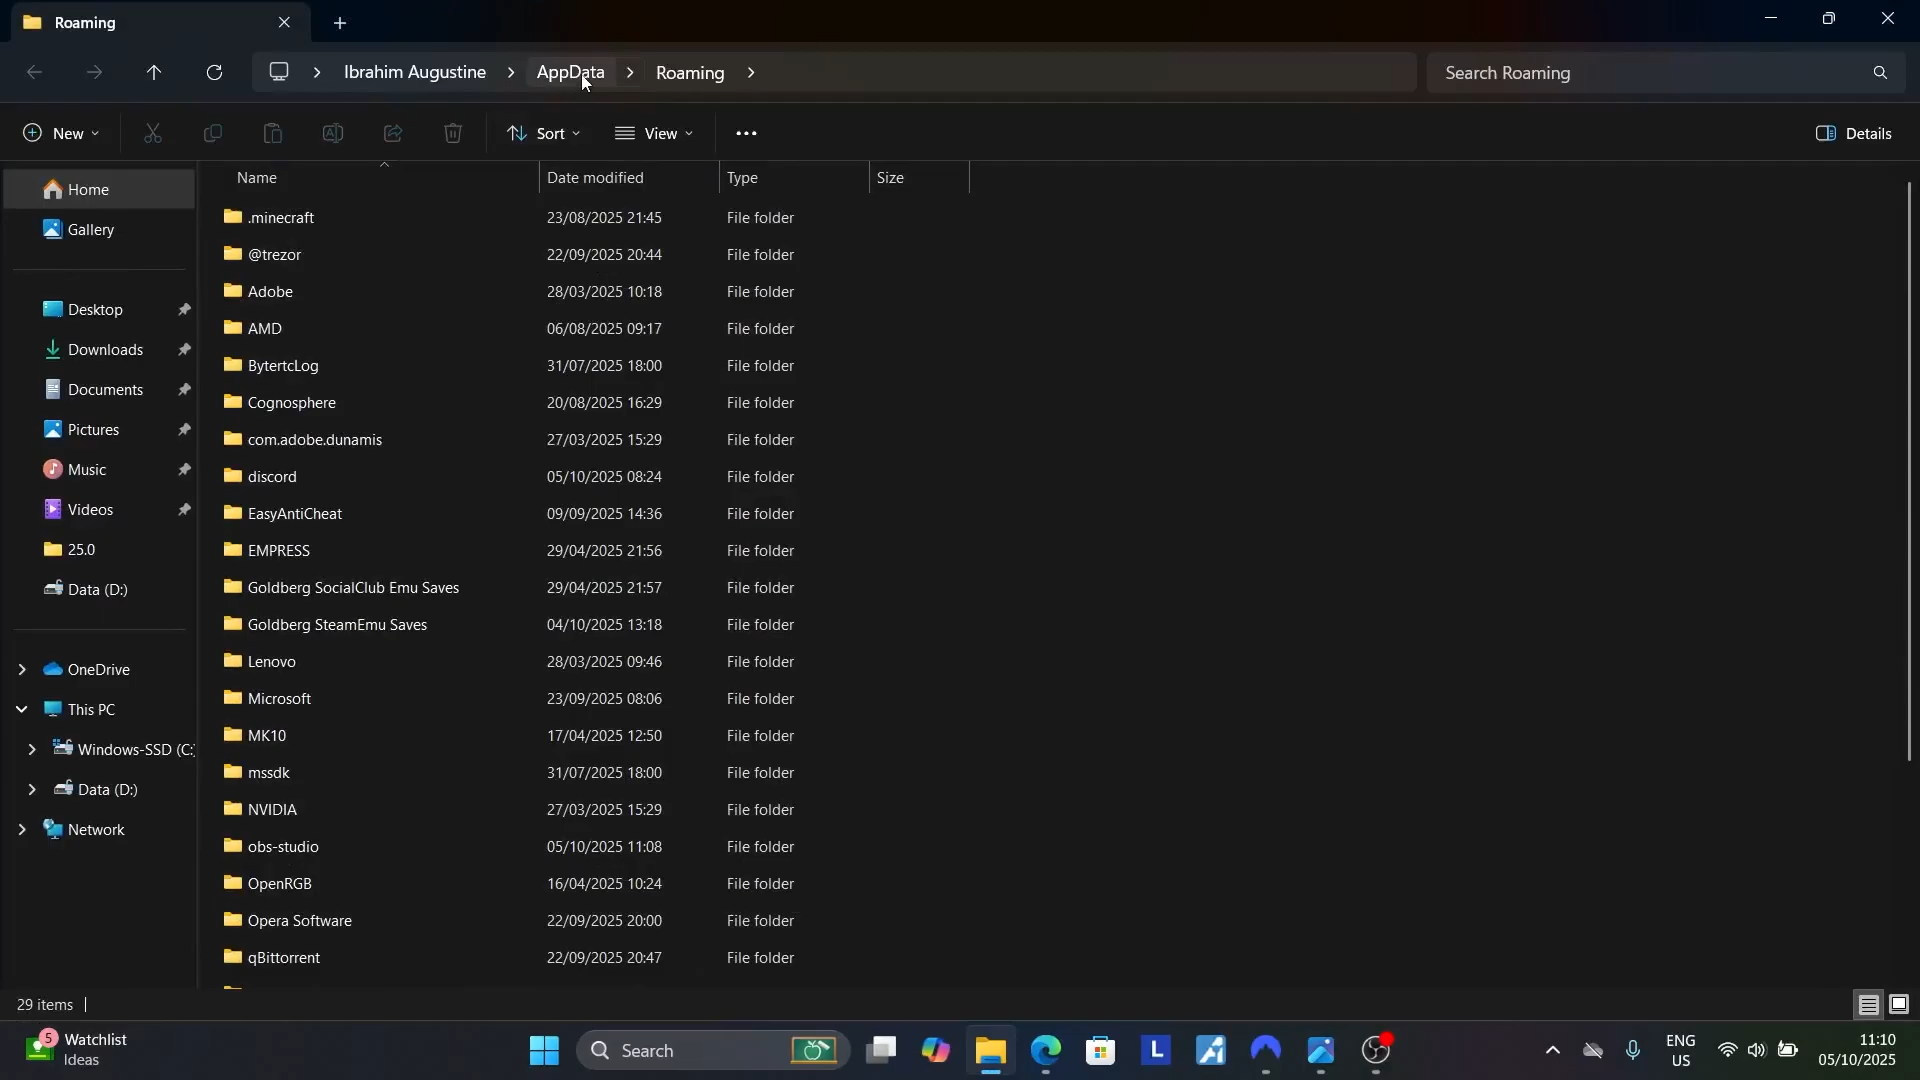 Roaming
Ibrahim Augustine
AppData
Roaming
Search Roaming
New
Sort
View
Details
Name
Date modified
Type
Size
.minecraft 23/08/2025 21:45 File folder
@trezor 22/09/2025 20:44 File folder
Adobe 28/03/2025 10:18 File folder
AMD 06/08/2025 09:17 File folder
BytertcLog 31/07/2025 18:00 File folder
Cognosphere 20/08/2025 16:29 File folder
com.adobe.dunamis 27/03/2025 15:29 File folder
discord 05/10/2025 08:24 File folder
EasyAntiCheat 09/09/2025 14:36 File folder
EMPRESS 29/04/2025 21:56 File folder
Goldberg SocialClub Emu Saves 29/04/2025 21:57 File folder
Goldberg SteamEmu Saves 04/10/2025 13:18 File folder
Lenovo 28/03/2025 09:46 File folder
Microsoft 23/09/2025 08:06 File folder
MK10 17/04/2025 12:50 File folder
mssdk 31/07/2025 18:00 File folder
NVIDIA 27/03/2025 15:29 File folder
obs-studio 05/10/2025 11:08 File folder
OpenRGB 16/04/2025 10:24 File folder
Opera Software 22/09/2025 20:00 File folder
qBittorrent 22/09/2025 20:47 File folder
Home
Gallery
Desktop
Downloads
Documents
Pictures
Music
Videos
25.0
Data (D:)
OneDrive
This PC
Windows-SSD (C:)
Data (D:)
Network
29 items
5
Watchlist
Ideas
Search
L
ENG
US
11:10
05/10/2025